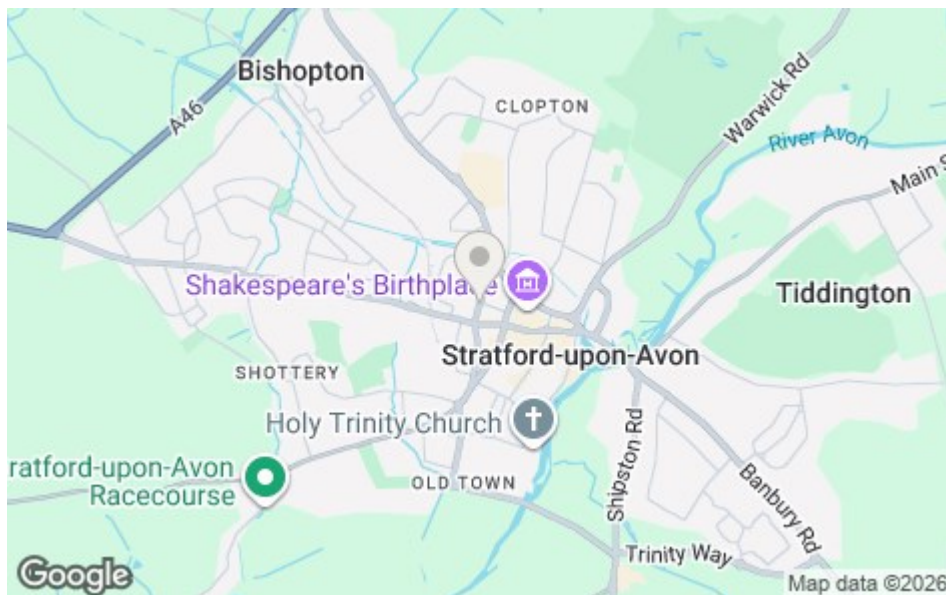 Bishopton
CLOPTON
A46
Warwick Rd
River Avon
Main S
Shakespeare's Birthplace
Tiddington
Stratford-upon-Avon
SHOTTERY
Holy Trinity Church
Shipston Rd
ratford-upon-Avon
Racecourse
OLD TOWN
Banbury Rd
Trinity Way
Google
Map data ©2026